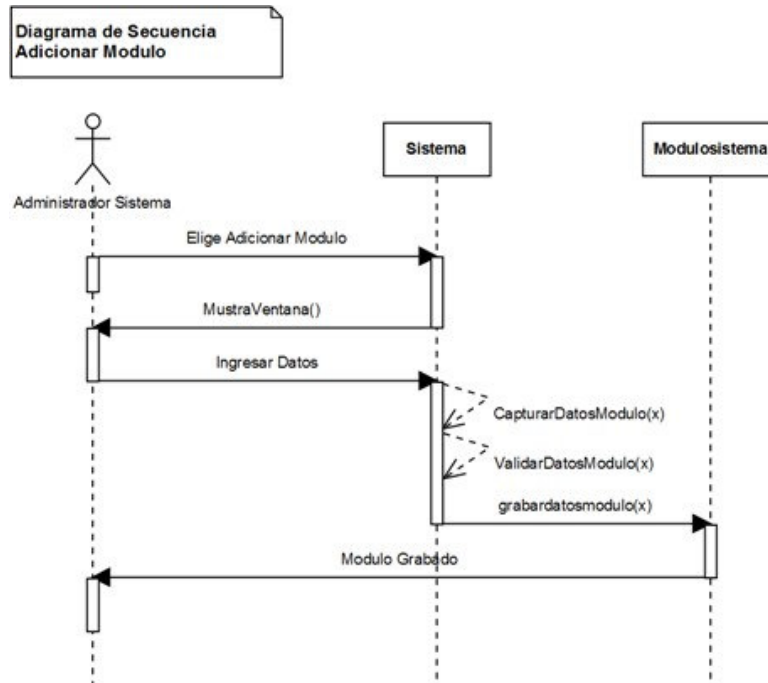 Diagrama de Secuencia
Adicionar Modulo
Sistema
Modulosistema
Administrador Sistema
Elige Adicionar Modulo
MustraVentana()
Ingresar Datos
CapturarDatosModulo(x)
ValidarDatosModulo(x)
grabardatosmodulo(x)
Modulo Grabado